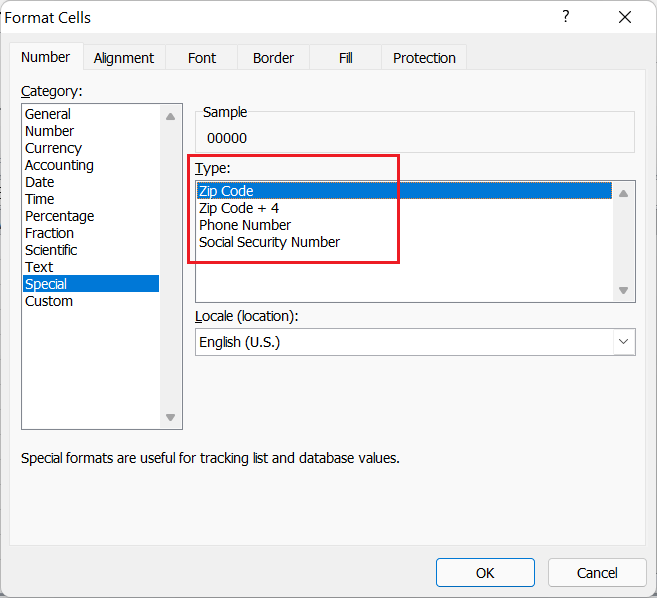 Format Cells
?
Number Alignment Font Border Fill Protection
Category:
General
Number
Currency
Accounting
Date
Time
Percentage
Fraction
Scientific
Text
Special
Custom
Sample
00000
Type:
Zip Code
Zip Code + 4
Phone Number
Social Security Number
Locale (location):
English (U.S.)
Special formats are useful for tracking list and database values.
OK Cancel